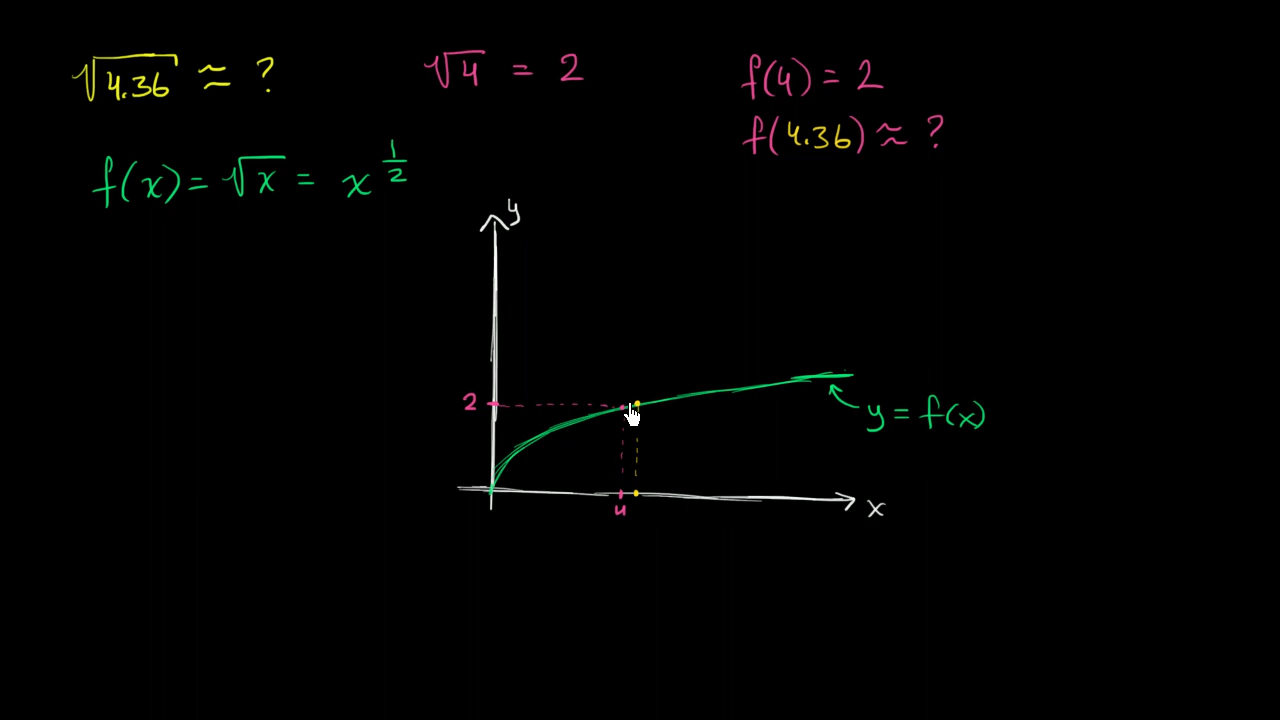 √4.36 ≈ ?
√4 = 2
f(4) = 2
f(4.36) ≈ ?
f(x) = √x = x^(1/2)
y
2
y = f(x)
4
x